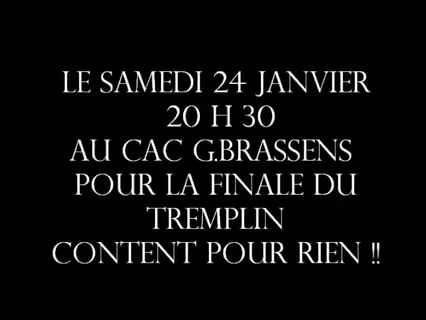 LE SAMEDI 24 JANVIER
20 H 30
AU CAC G.BRASSENS
POUR LA FINALE DU
TREMPLIN
CONTENT POUR RIEN !!